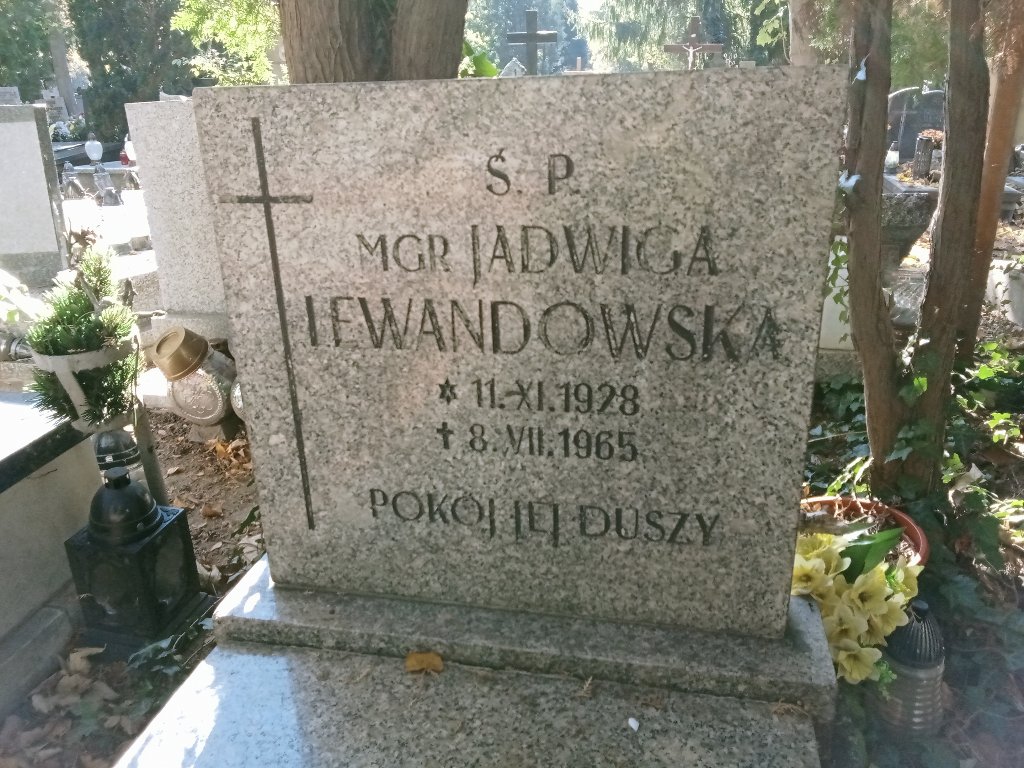 Ś. P.
MGR JADWIGA
LEWANDOWSKA
* 11.-XI.1928
✝ 8.VII.1965.
POKÓJ JEJ DUSZY